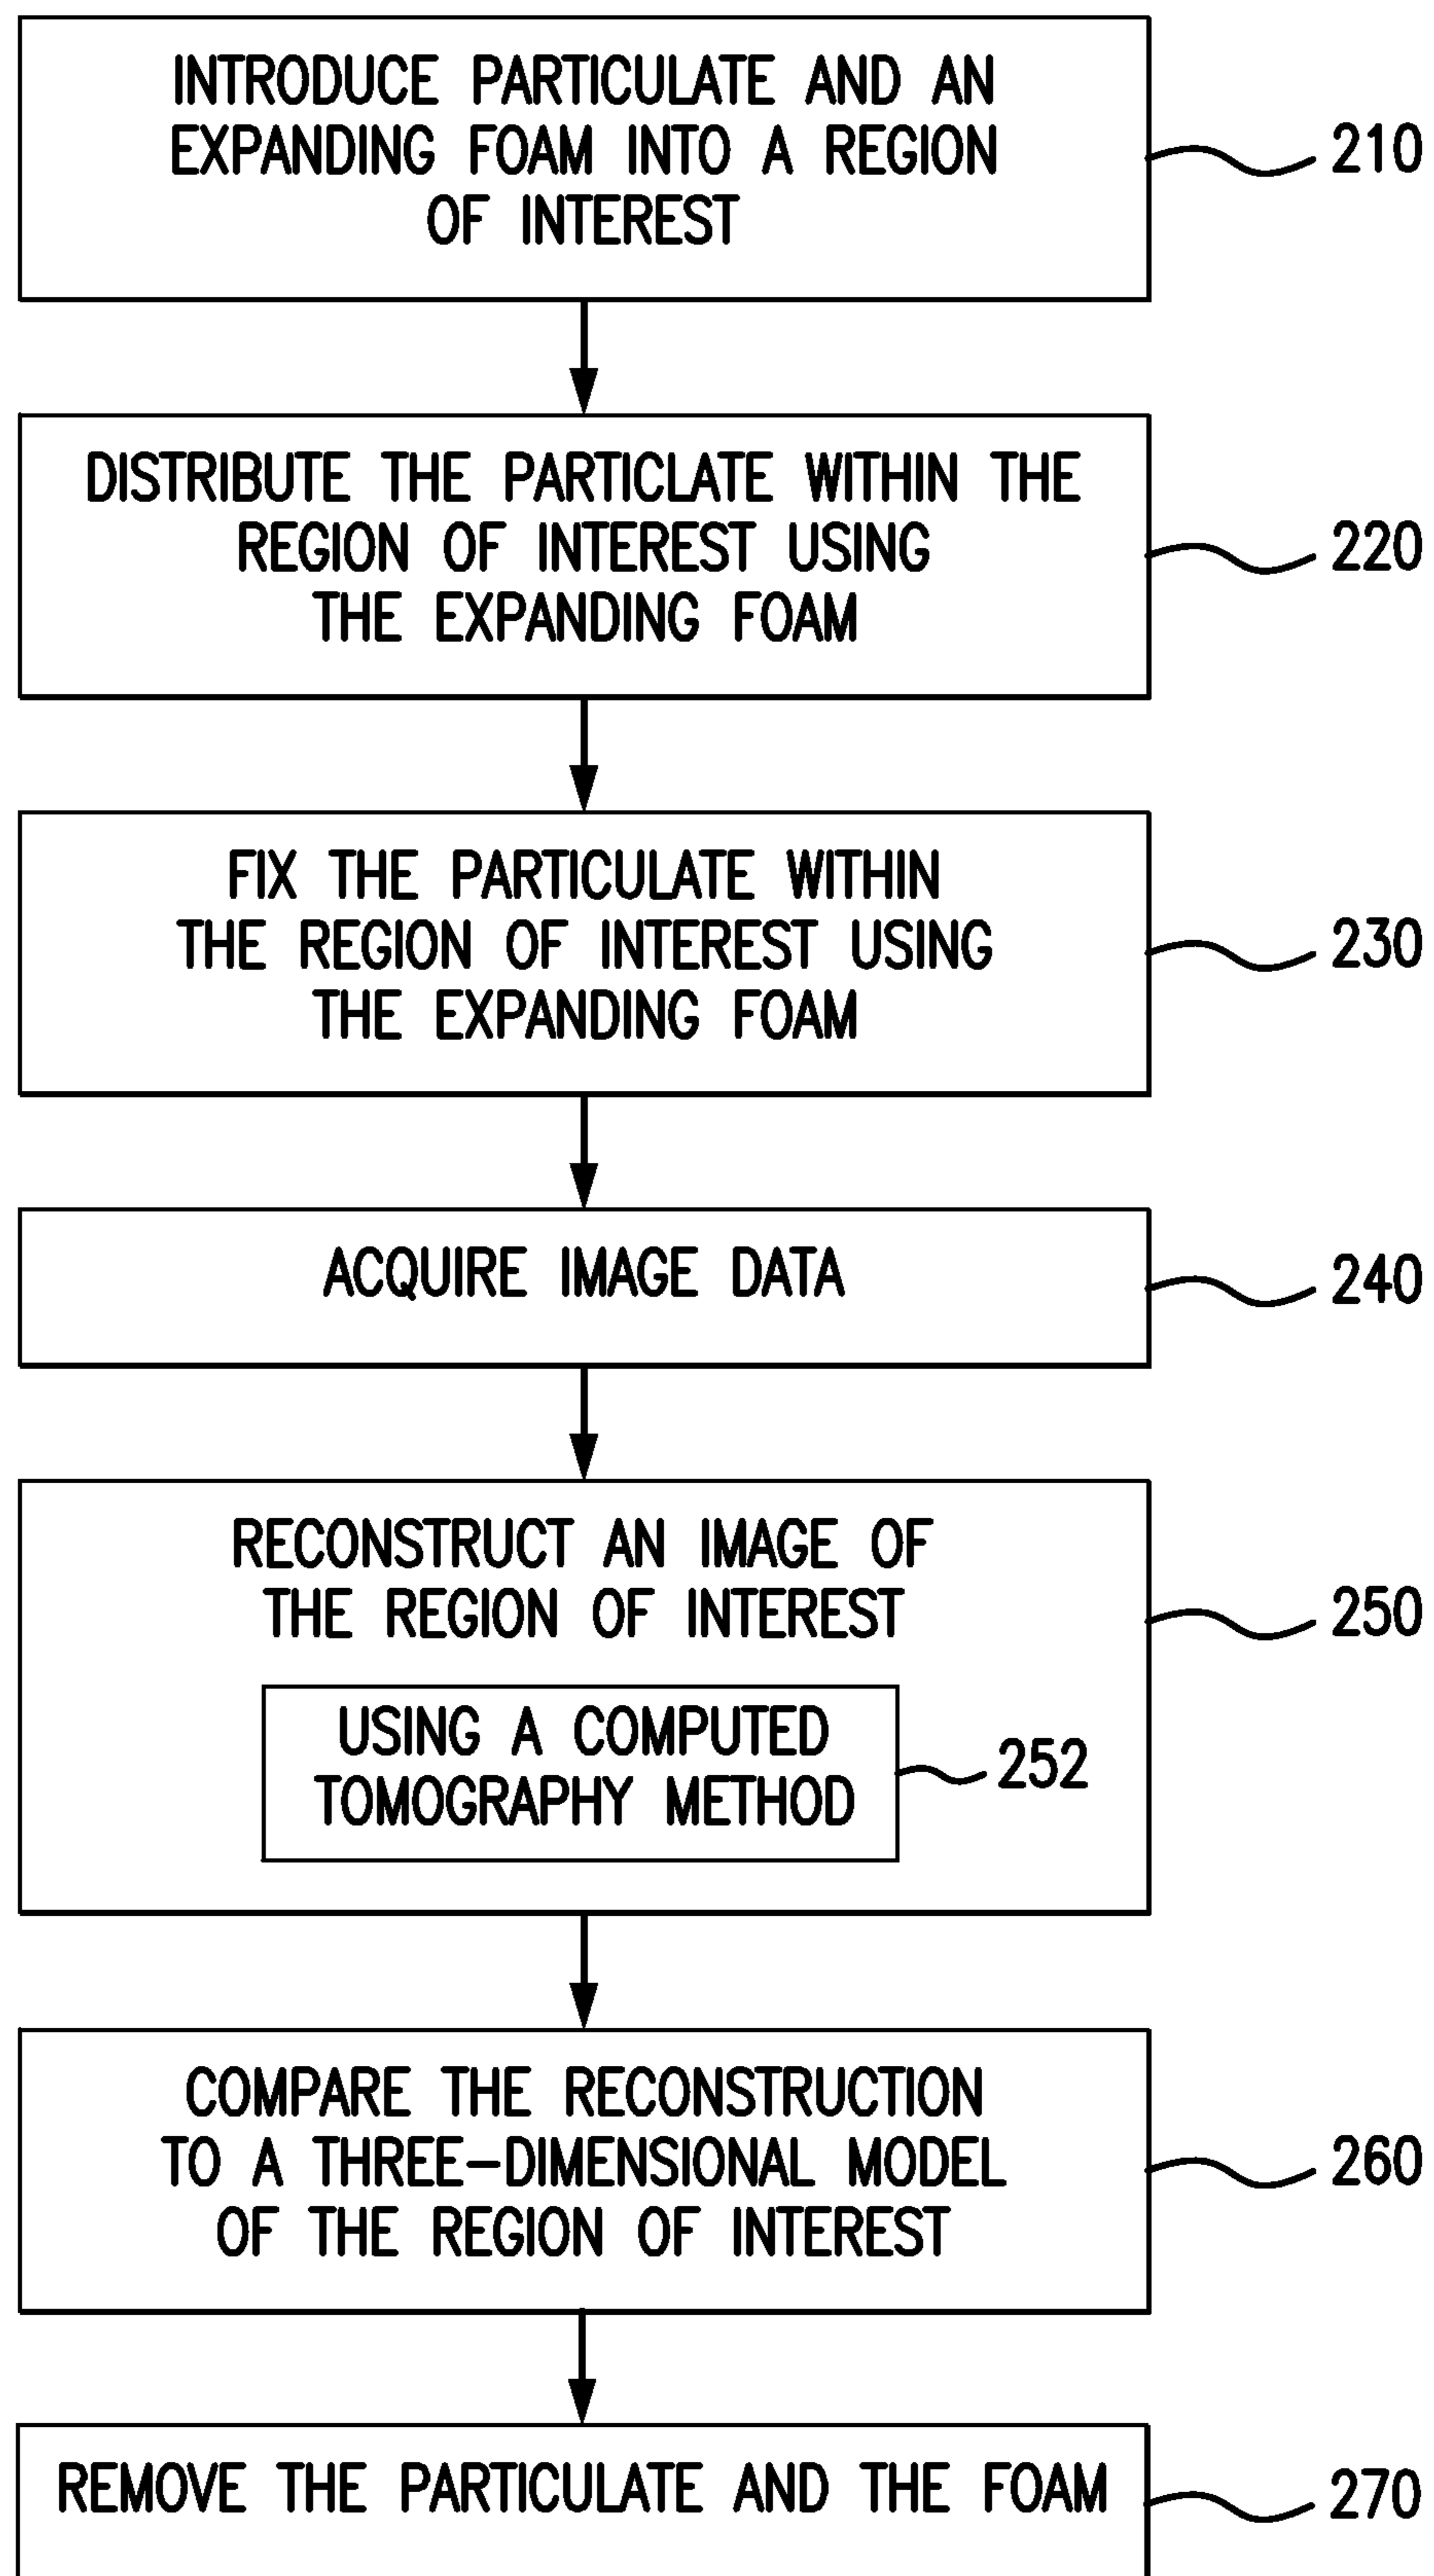 INTRODUCE PARTICULATE AND AN
EXPANDING FOAM INTO A REGION
OF INTEREST
210
DISTRIBUTE THE PARTICLATE WITHIN THE
REGION OF INTEREST USING
THE EXPANDING FOAM
220
FIX THE PARTICULATE WITHIN
THE REGION OF INTEREST USING
THE EXPANDING FOAM
230
ACQUIRE IMAGE DATA
240
RECONSTRUCT AN IMAGE OF
THE REGION OF INTEREST
250
USING A COMPUTED
TOMOGRAPHY METHOD
252
COMPARE THE RECONSTRUCTION
TO A THREE-DIMENSIONAL MODEL
OF THE REGION OF INTEREST
260
REMOVE THE PARTICULATE AND THE FOAM
270